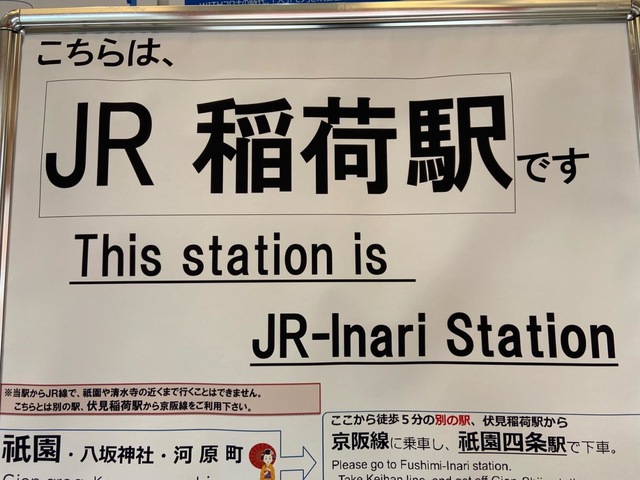 こちらは、
JR 稲荷駅です
This station is
JR-Inari Station
※当駅からJR線で、祇園や清水寺の近くまで行くことはできません。
こちらとは別の駅、伏見稲荷駅から京阪線をご利用下さい。
祇園・八坂神社・河原町
ここから徒歩５分の別の駅、伏見稲荷駅から
京阪線に乗車し、祇園四条駅で下車。
Please go to Fushimi-Inari station.